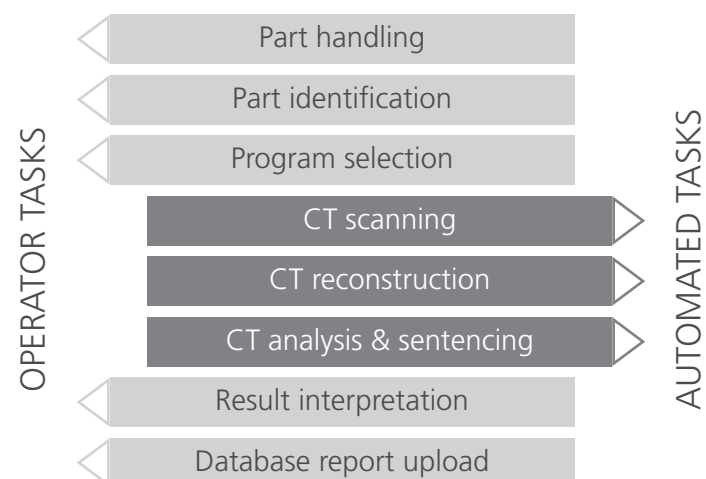 OPERATOR TASKS
Part handling
Part identification
Program selection
CT scanning
CT reconstruction
CT analysis & sentencing
Result interpretation
Database report upload
AUTOMATED TASKS